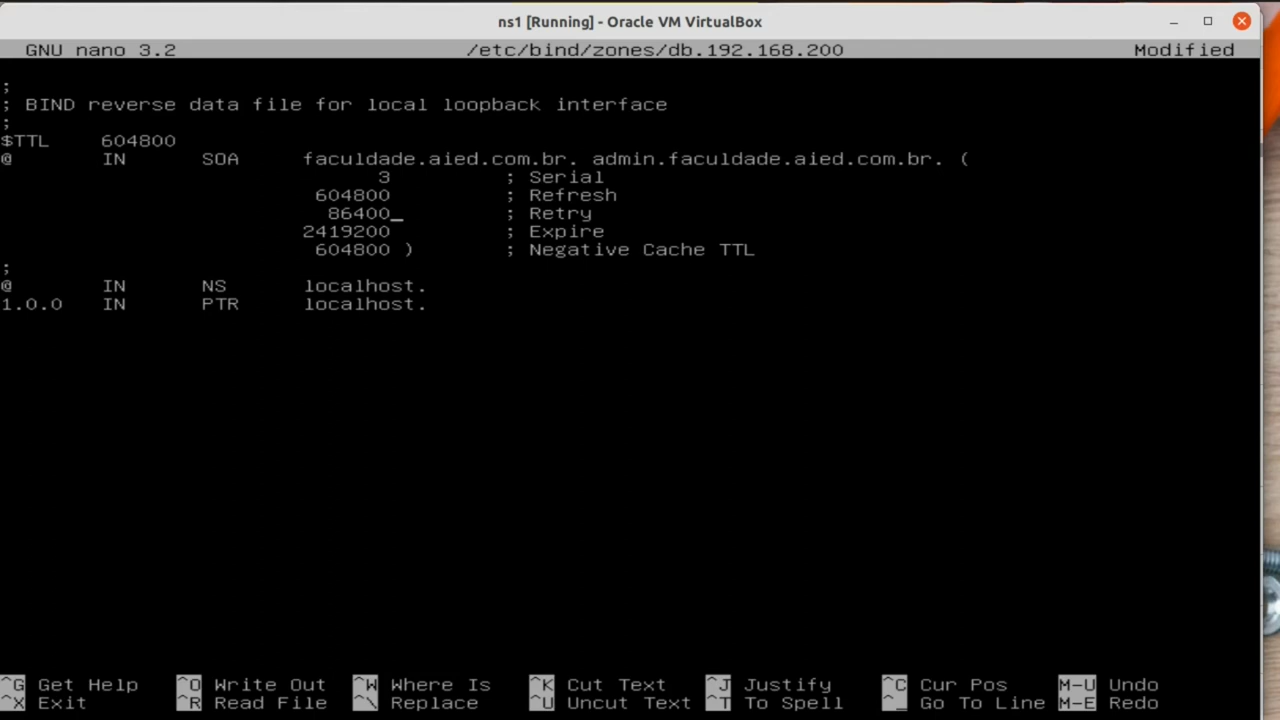 ns1 [Running] - Oracle VM VirtualBox
GNU nano 3.2 /etc/bind/zones/db.192.168.200 Modified
;
; BIND reverse data file for local loopback interface
;
$TTL 604800
@ IN SOA faculdade.aied.com.br. admin.faculdade.aied.com.br. (
3 ; Serial
604800 ; Refresh
86400_ ; Retry
2419200 ; Expire
604800 ) ; Negative Cache TTL
;
@ IN NS localhost.
1.0.0 IN PTR localhost.
^G Get Help ^O Write Out ^W Where Is ^K Cut Text ^J Justify ^C Cur Pos M-U Undo
^X Exit ^R Read File ^\ Replace ^U Uncut Text ^T To Spell ^_ Go To Line M-E Redo